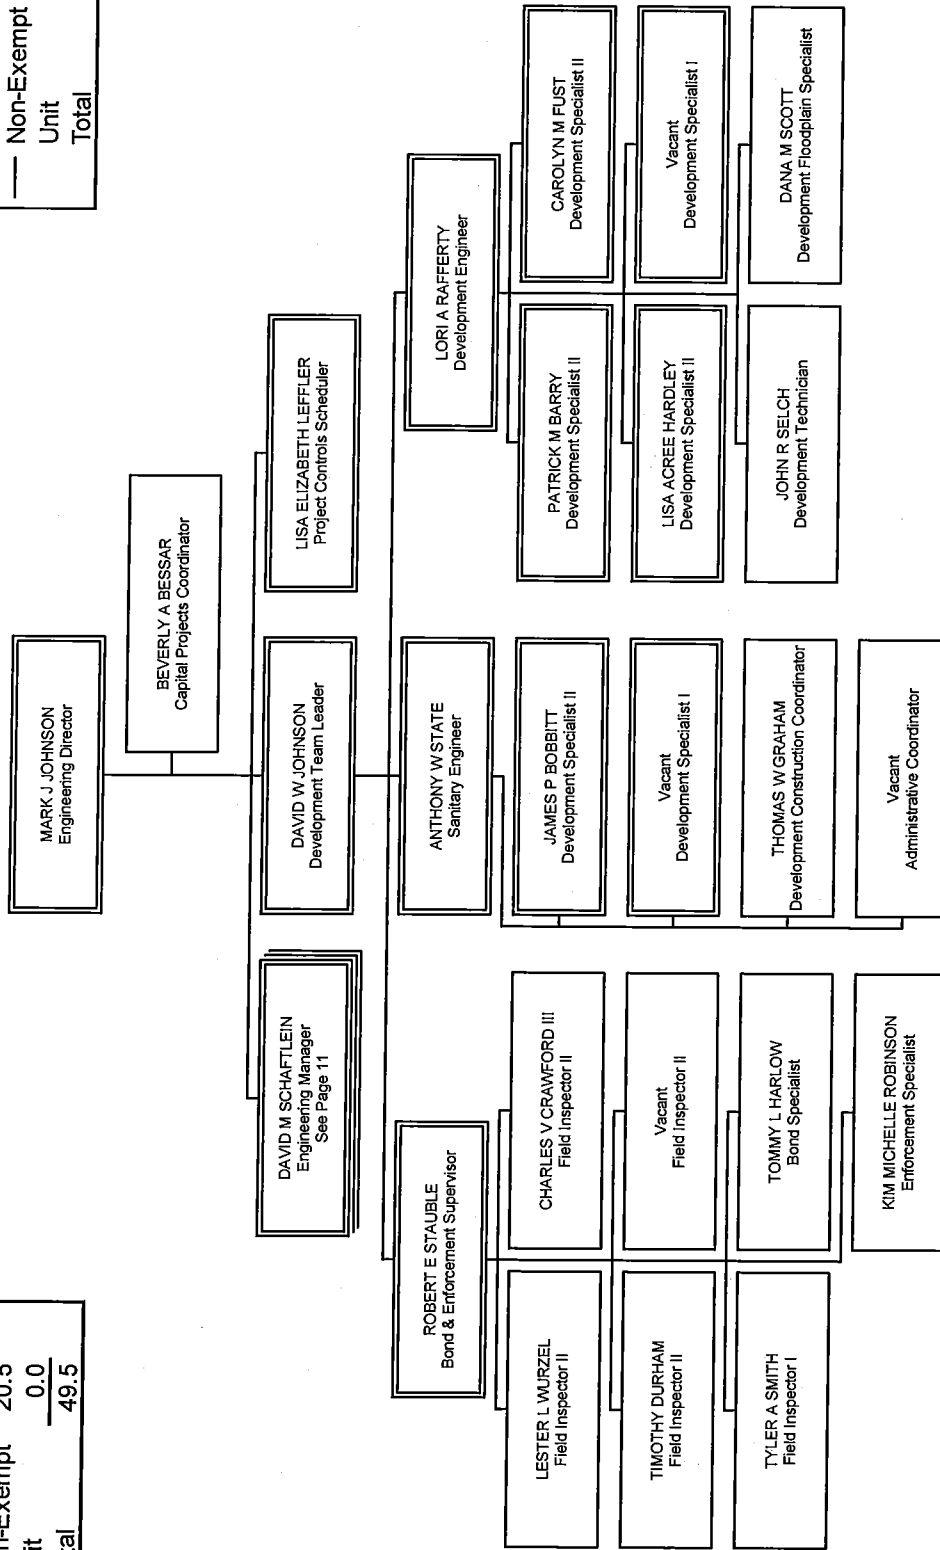 — Non-Exempt
Unit
Total
n-Exempt 20.5
it 0.0
tal 49.5
MARK J JOHNSON
Engineering Director
BEVERLY A BESSAR
Capital Projects Coordinator
DAVID M SCHAFTLEIN
Engineering Manager
See Page 11
DAVID W JOHNSON
Development Team Leader
LISA ELIZABETH LEFFLER
Project Controls Scheduler
ROBERT E STAUBLE
Bond & Enforcement Supervisor
ANTHONY W STATE
Sanitary Engineer
LORI A RAFFERTY
Development Engineer
LESTER L WURZEL
Field Inspector II
CHARLES V CRAWFORD III
Field Inspector II
JAMES P BOBBITT
Development Specialist II
PATRICK M BARRY
Development Specialist II
CAROLYN M FUST
Development Specialist II
TIMOTHY DURHAM
Field Inspector II
Vacant
Field Inspector II
Vacant
Development Specialist I
LISA ACREE HARDLEY
Development Specialist II
Vacant
Development Specialist I
TYLER A SMITH
Field Inspector I
TOMMY L HARLOW
Bond Specialist
THOMAS W GRAHAM
Development Construction Coordinator
JOHN R SELCH
Development Technician
DANA M SCOTT
Development Floodplain Specialist
KIM MICHELLE ROBINSON
Enforcement Specialist
Vacant
Administrative Coordinator